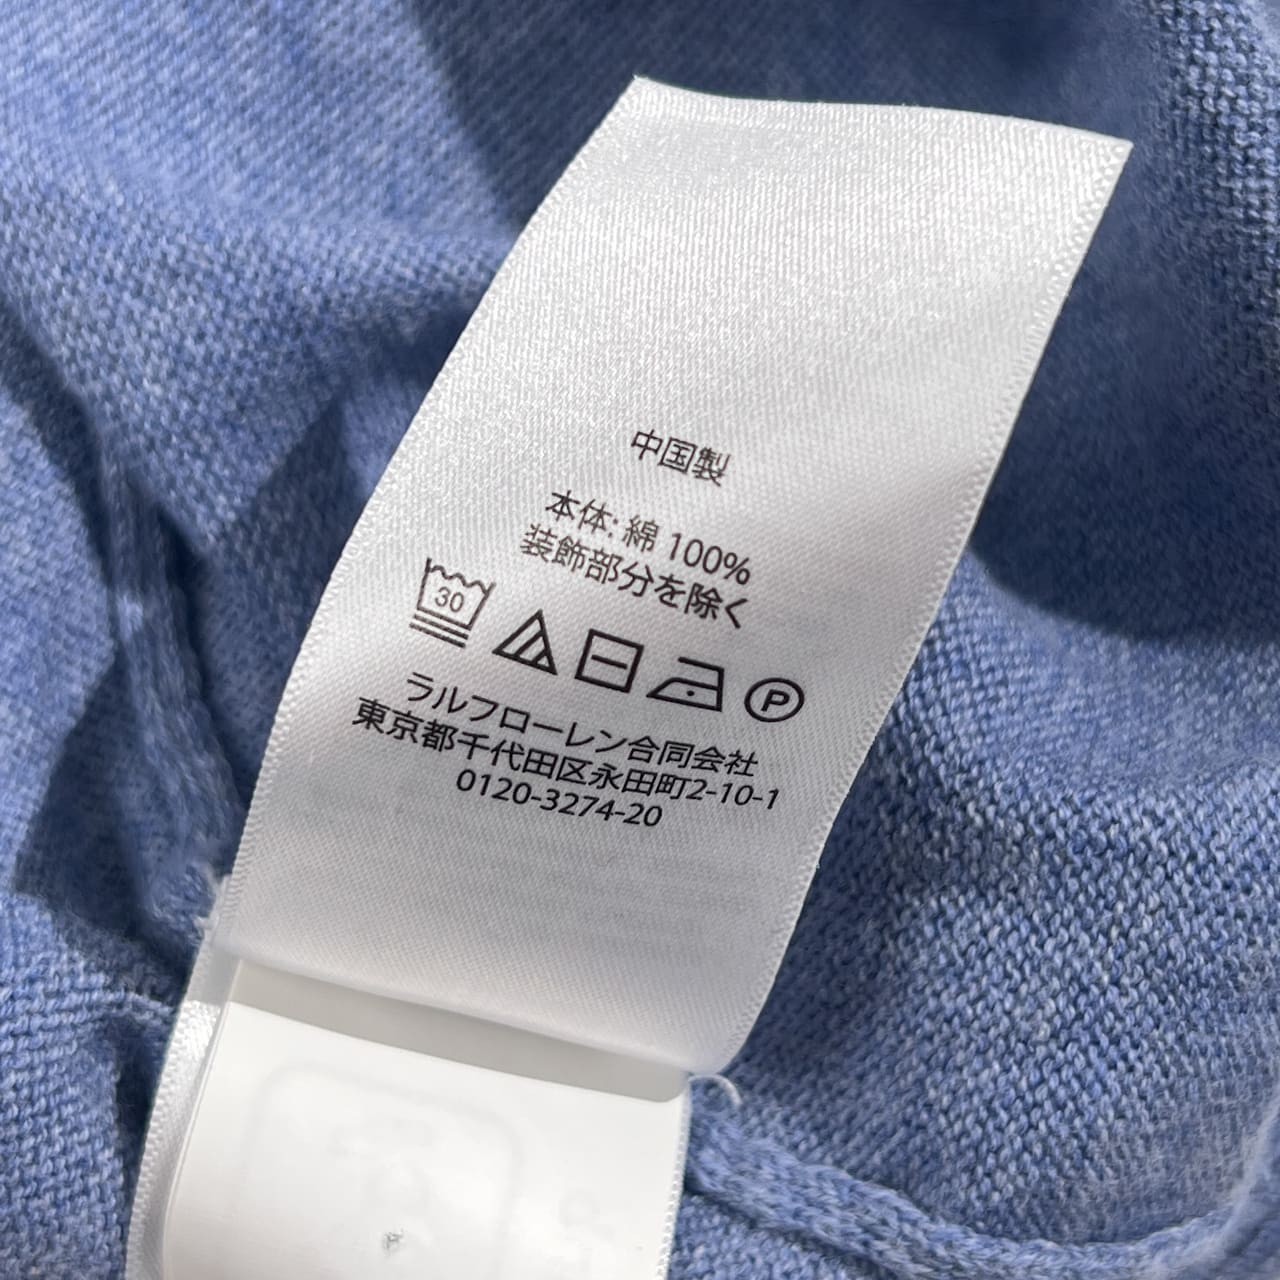 中国製
本体: 綿 100%
装飾部分を除く
30
P
ラルフローレン合同会社
東京都千代田区永田町2-10-1
0120-3274-20